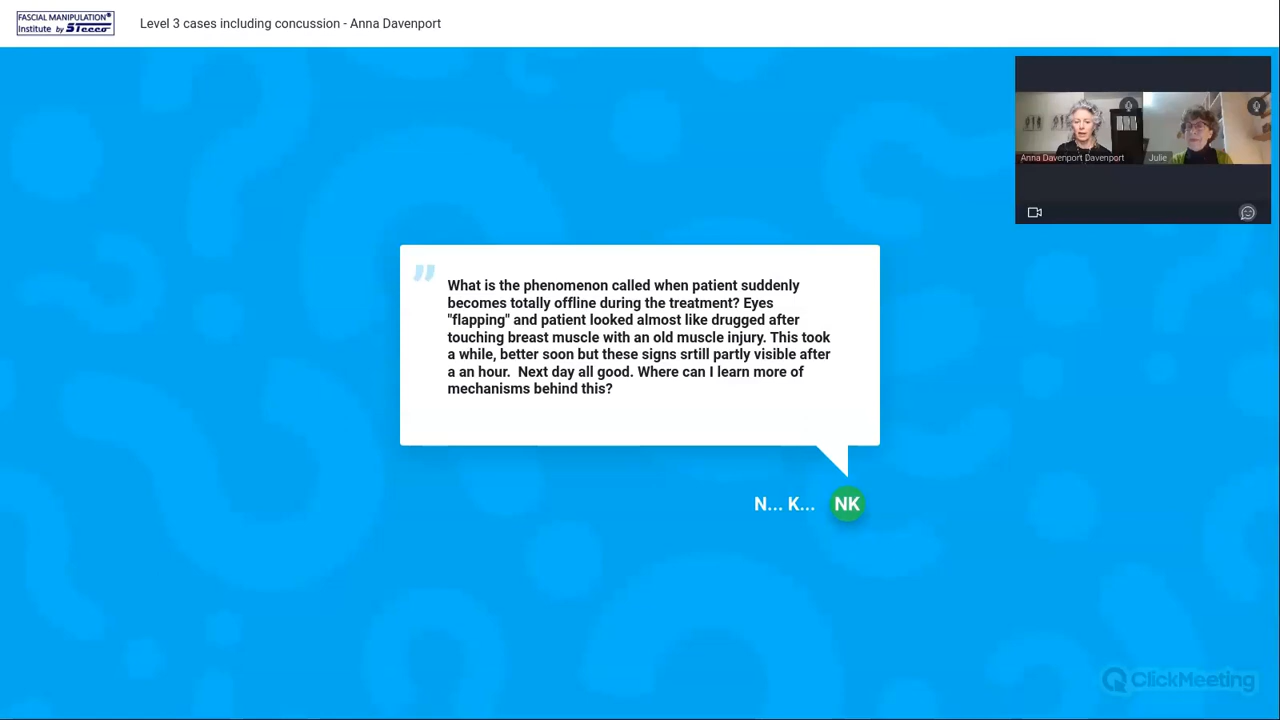 FASCIAL MANIPULATION®
Institute by Stecco
Level 3 cases including concussion - Anna Davenport
Anna Davenport Davenport
Julie
"
What is the phenomenon called when patient suddenly
becomes totally offline during the treatment? Eyes
"flapping" and patient looked almost like drugged after
touching breast muscle with an old muscle injury. This took
a while, better soon but these signs srtill partly visible after
a an hour.  Next day all good. Where can I learn more of
mechanisms behind this?
N... K...
NK
ClickMeeting